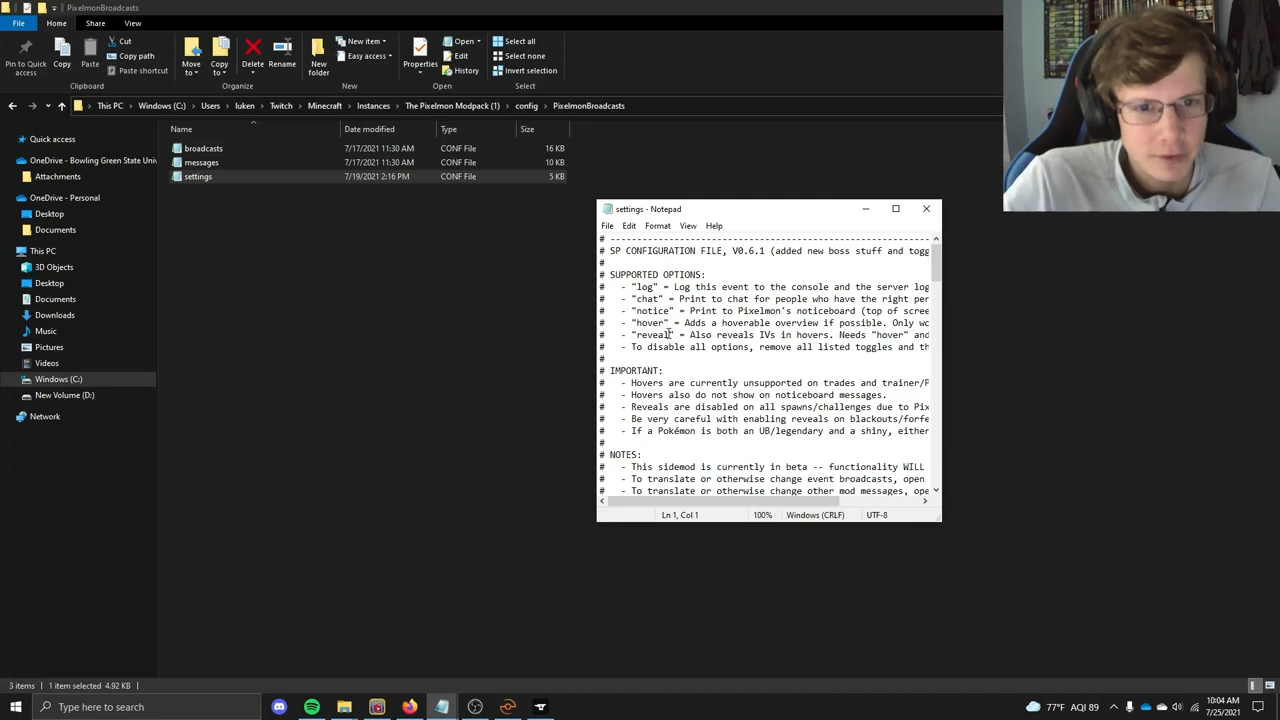 PixelmonBroadcasts
File
Home
Share
View
Pin to Quick access
Copy
Paste
Cut
Copy path
Paste shortcut
Clipboard
Move to
Copy to
Delete
Rename
Organize
New folder
New item
Easy access
New
Properties
Open
Edit
History
Open
Select all
Select none
Invert selection
Select
This PC
Windows (C:)
Users
luken
Twitch
Minecraft
Instances
The Pixelmon Modpack (1)
config
PixelmonBroadcasts
Name
Date modified
Type
Size
broadcasts
7/17/2021 11:30 AM
CONF File
16 KB
messages
7/17/2021 11:30 AM
CONF File
10 KB
settings
7/19/2021 2:16 PM
CONF File
5 KB
Quick access
OneDrive - Bowling Green State Univ
Attachments
OneDrive - Personal
Desktop
Documents
This PC
3D Objects
Desktop
Documents
Downloads
Music
Pictures
Videos
Windows (C:)
New Volume (D:)
Network
settings - Notepad
File
Edit
Format
View
Help
# -----------------------------------------------------------
# SP CONFIGURATION FILE, V0.6.1 (added new boss stuff and togg
#
# SUPPORTED OPTIONS:
# - "log" = Log this event to the console and the server log
# - "chat" = Print to chat for people who have the right per
# - "notice" = Print to Pixelmon's noticeboard (top of scree
# - "hover" = Adds a hoverable overview if possible. Only wo
# - "reveal" = Also reveals IVs in hovers. Needs "hover" and
# - To disable all options, remove all listed toggles and th
#
# IMPORTANT:
# - Hovers are currently unsupported on trades and trainer/P
# - Hovers also do not show on noticeboard messages.
# - Reveals are disabled on all spawns/challenges due to Pix
# - Be very careful with enabling reveals on blackouts/forfe
# - If a Pokémon is both an UB/legendary and a shiny, either
#
# NOTES:
# - This sidemod is currently in beta -- functionality WILL
# - To translate or otherwise change event broadcasts, open
# - To translate or otherwise change other mod messages, ope
Ln 1, Col 1
100%
Windows (CRLF)
UTF-8
3 items
1 item selected 4.92 KB
Type here to search
77°F AQI 89
10:04 AM
7/25/2021